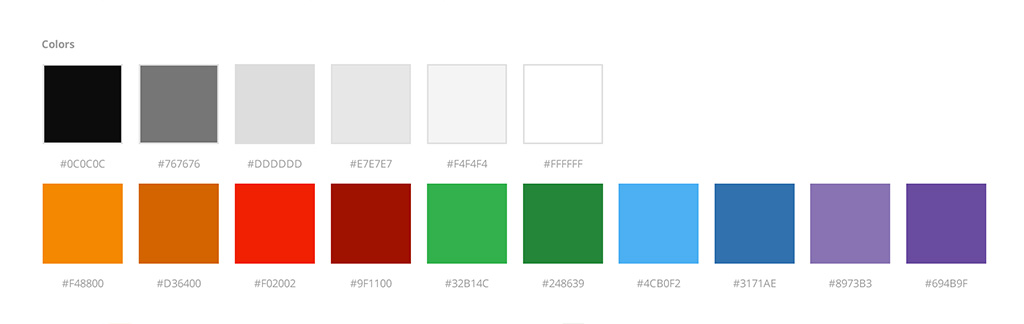 Colors
#0C0C0C #767676 #DDDDDD #E7E7E7 #F4F4F4 #FFFFFF
#F48800 #D36400 #F02002 #9F1100 #32B14C #248639 #4CB0F2 #3171AE #8973B3 #694B9F